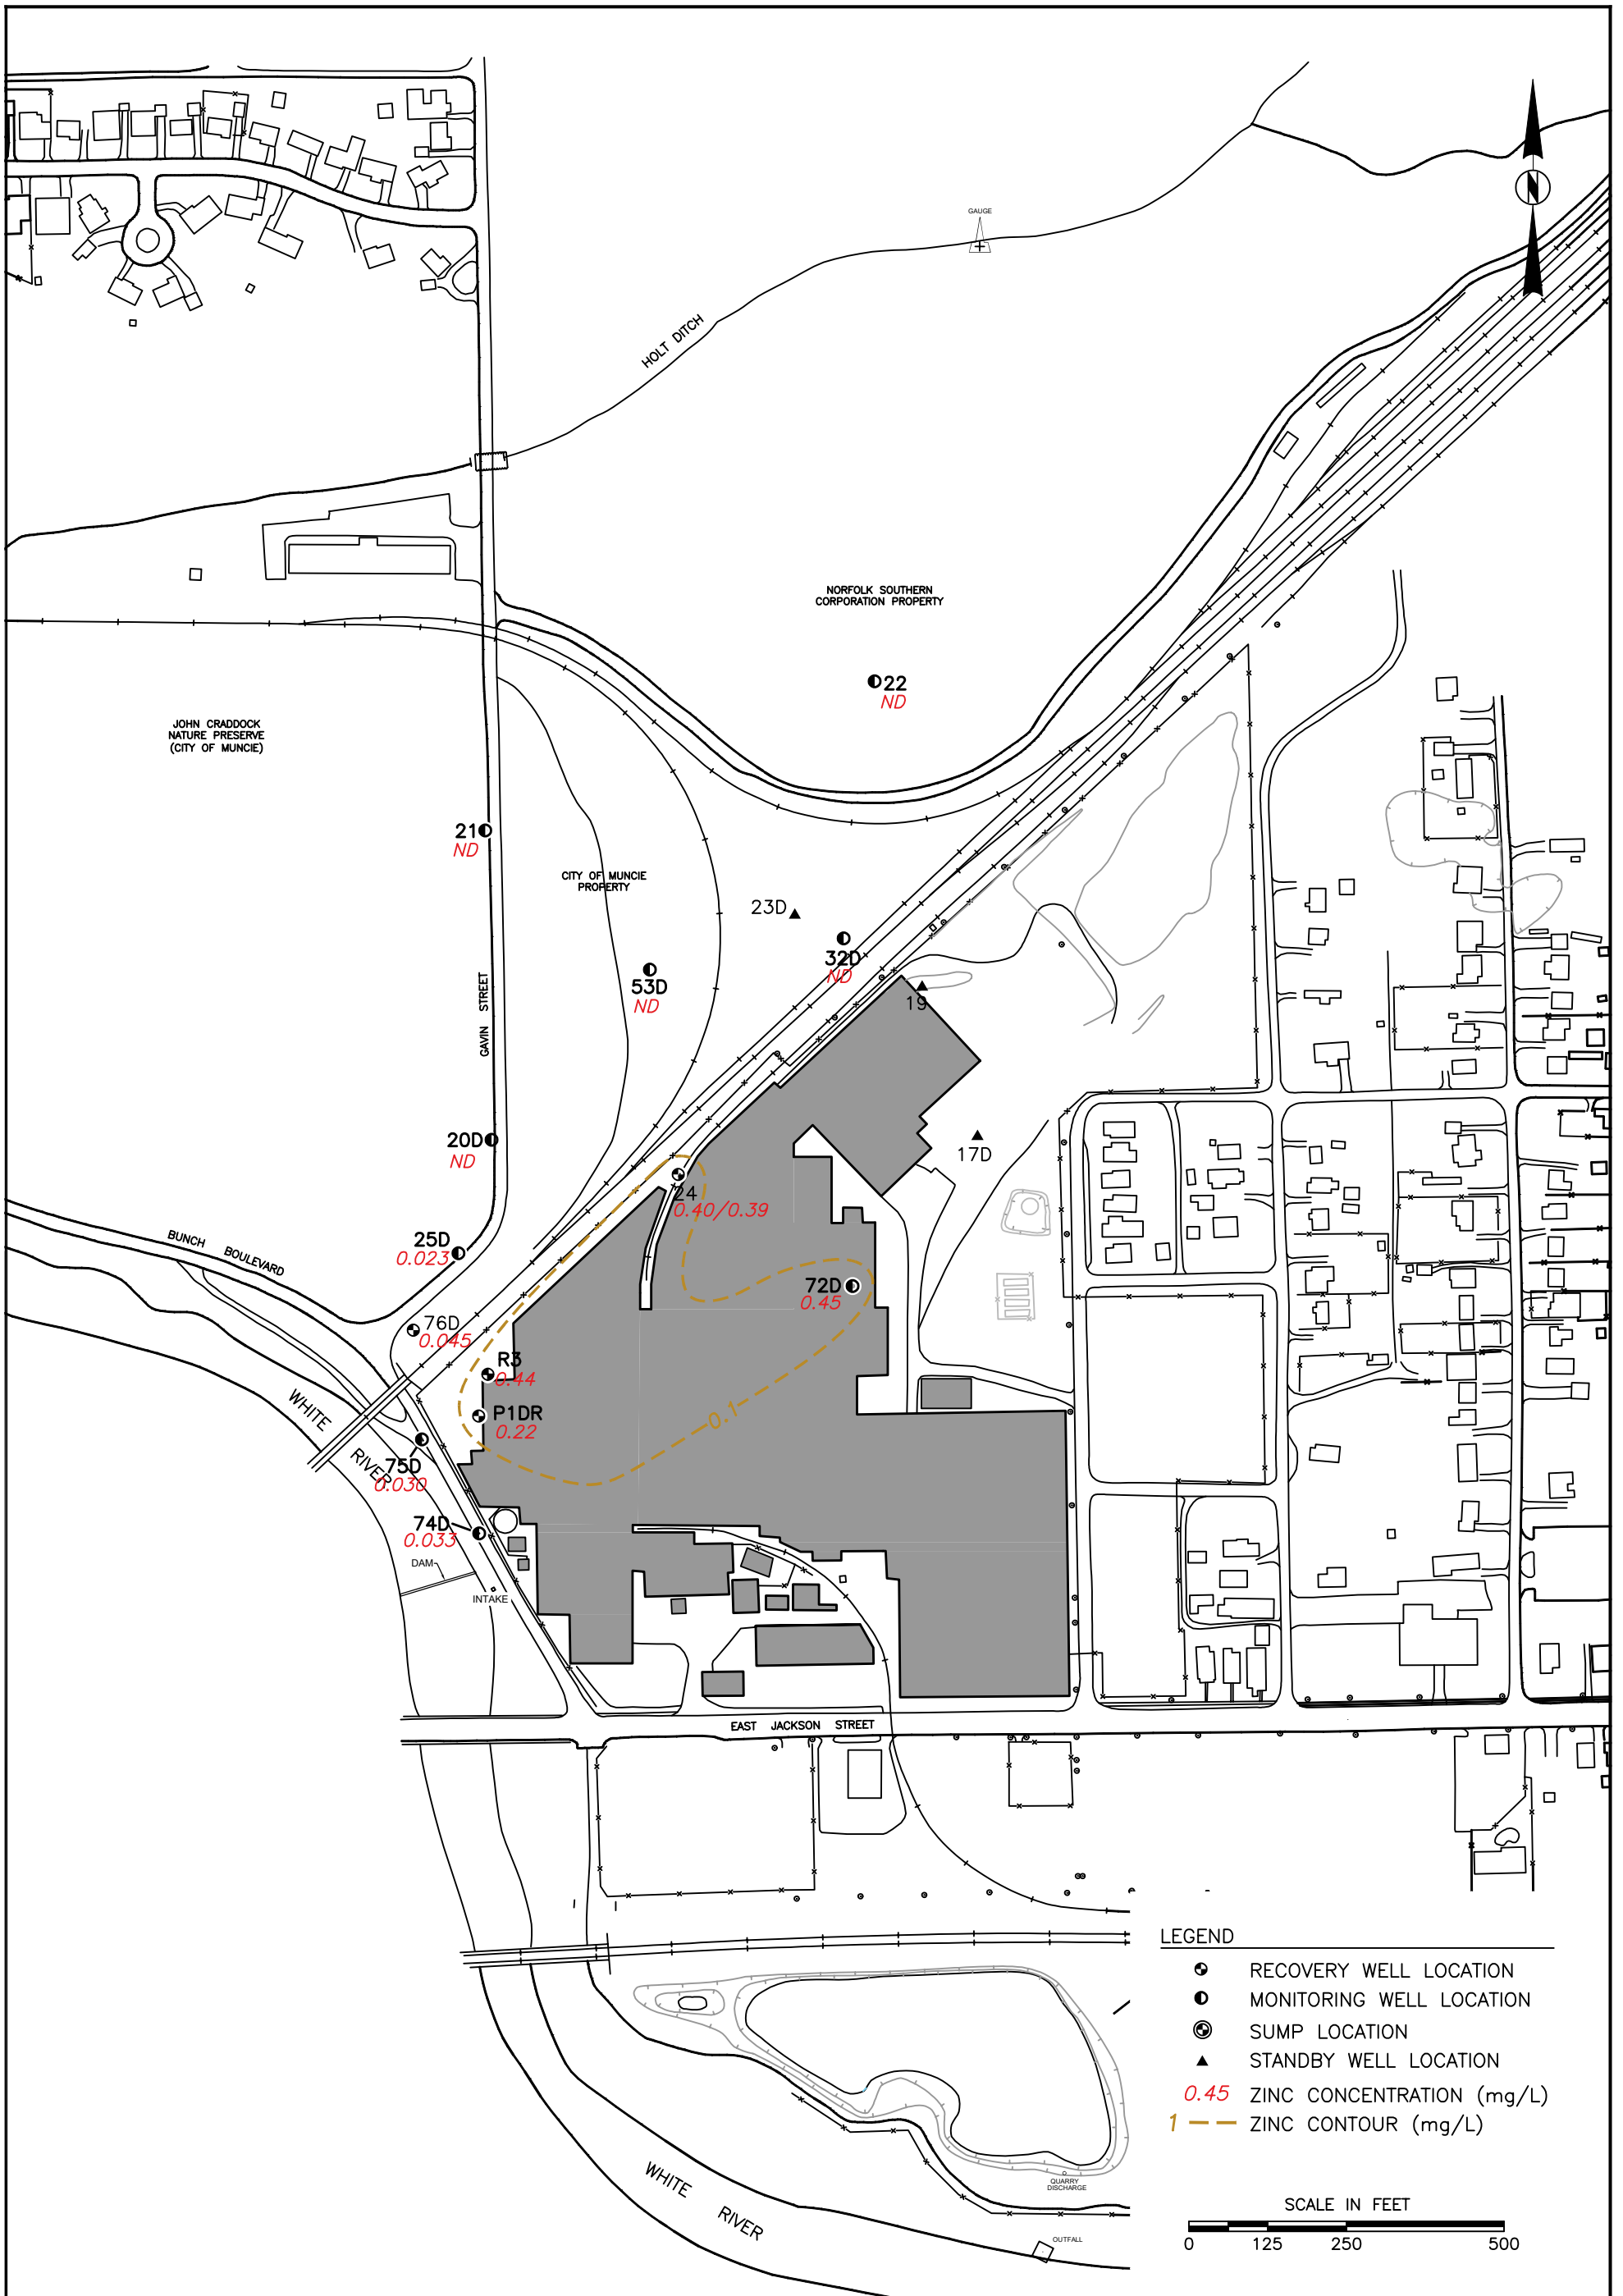 GAUGE
HOLT DITCH
N
NORFOLK SOUTHERN
CORPORATION PROPERTY
22
ND
JOHN CRADDOCK
NATURE PRESERVE
(CITY OF MUNCIE)
21
ND
CITY OF MUNCIE
PROPERTY
23D
32D
ND
53D
ND
19
GAVIN STREET
20D
ND
17D
24
0.40/0.39
BUNCH BOULEVARD
25D
0.023
72D
0.45
76D
0.045
R3
0.44
0.1
P1DR
0.22
WHITE
RIVER
75D
0.030
74D
0.033
DAM
INTAKE
EAST JACKSON STREET
LEGEND
RECOVERY WELL LOCATION
MONITORING WELL LOCATION
SUMP LOCATION
STANDBY WELL LOCATION
0.45 ZINC CONCENTRATION (mg/L)
1 ZINC CONTOUR (mg/L)
QUARRY
DISCHARGE
WHITE
RIVER
OUTFALL
SCALE IN FEET
0 125 250 500